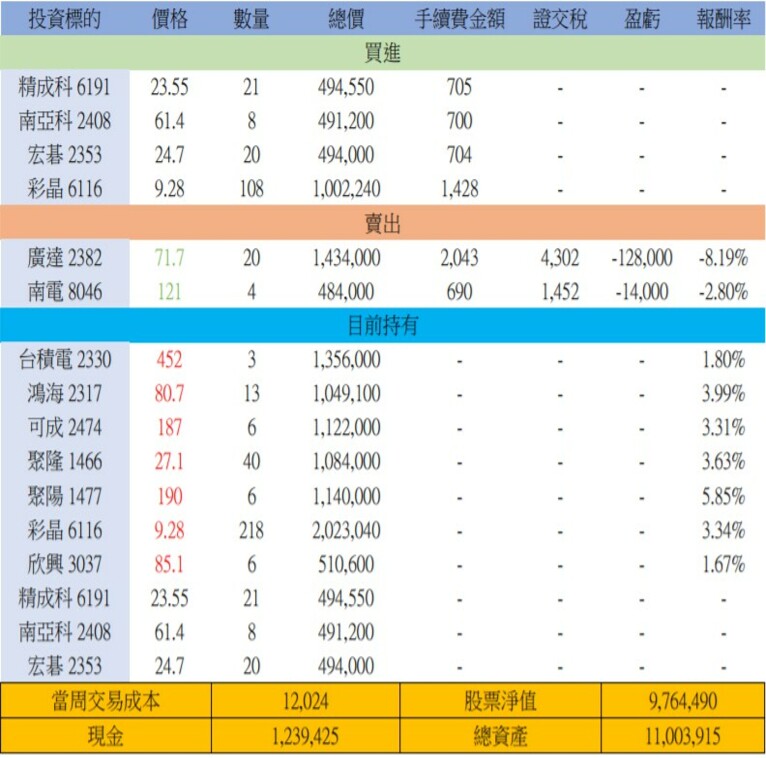 投資標的 價格 數量 總價 手續費金額 證交稅 盈虧 報酬率
買進
精成科 6191 23.55 21 494,550 705 - - -
南亞科 2408 61.4 8 491,200 700 - - -
宏碁 2353 24.7 20 494,000 704 - - -
彩晶 6116 9.28 108 1,002,240 1,428 - - -
賣出
廣達 2382 71.7 20 1,434,000 2,043 4,302 -128,000 -8.19%
南電 8046 121 4 484,000 690 1,452 -14,000 -2.80%
目前持有
台積電 2330 452 3 1,356,000 - - - 1.80%
鴻海 2317 80.7 13 1,049,100 - - - 3.99%
可成 2474 187 6 1,122,000 - - - 3.31%
聚隆 1466 27.1 40 1,084,000 - - - 3.63%
聚陽 1477 190 6 1,140,000 - - - 5.85%
彩晶 6116 9.28 218 2,023,040 - - - 3.34%
欣興 3037 85.1 6 510,600 - - - 1.67%
精成科 6191 23.55 21 494,550 - - - -
南亞科 2408 61.4 8 491,200 - - - -
宏碁 2353 24.7 20 494,000 - - - -
當周交易成本 12,024 股票淨值 9,764,490
現金 1,239,425 總資產 11,003,915